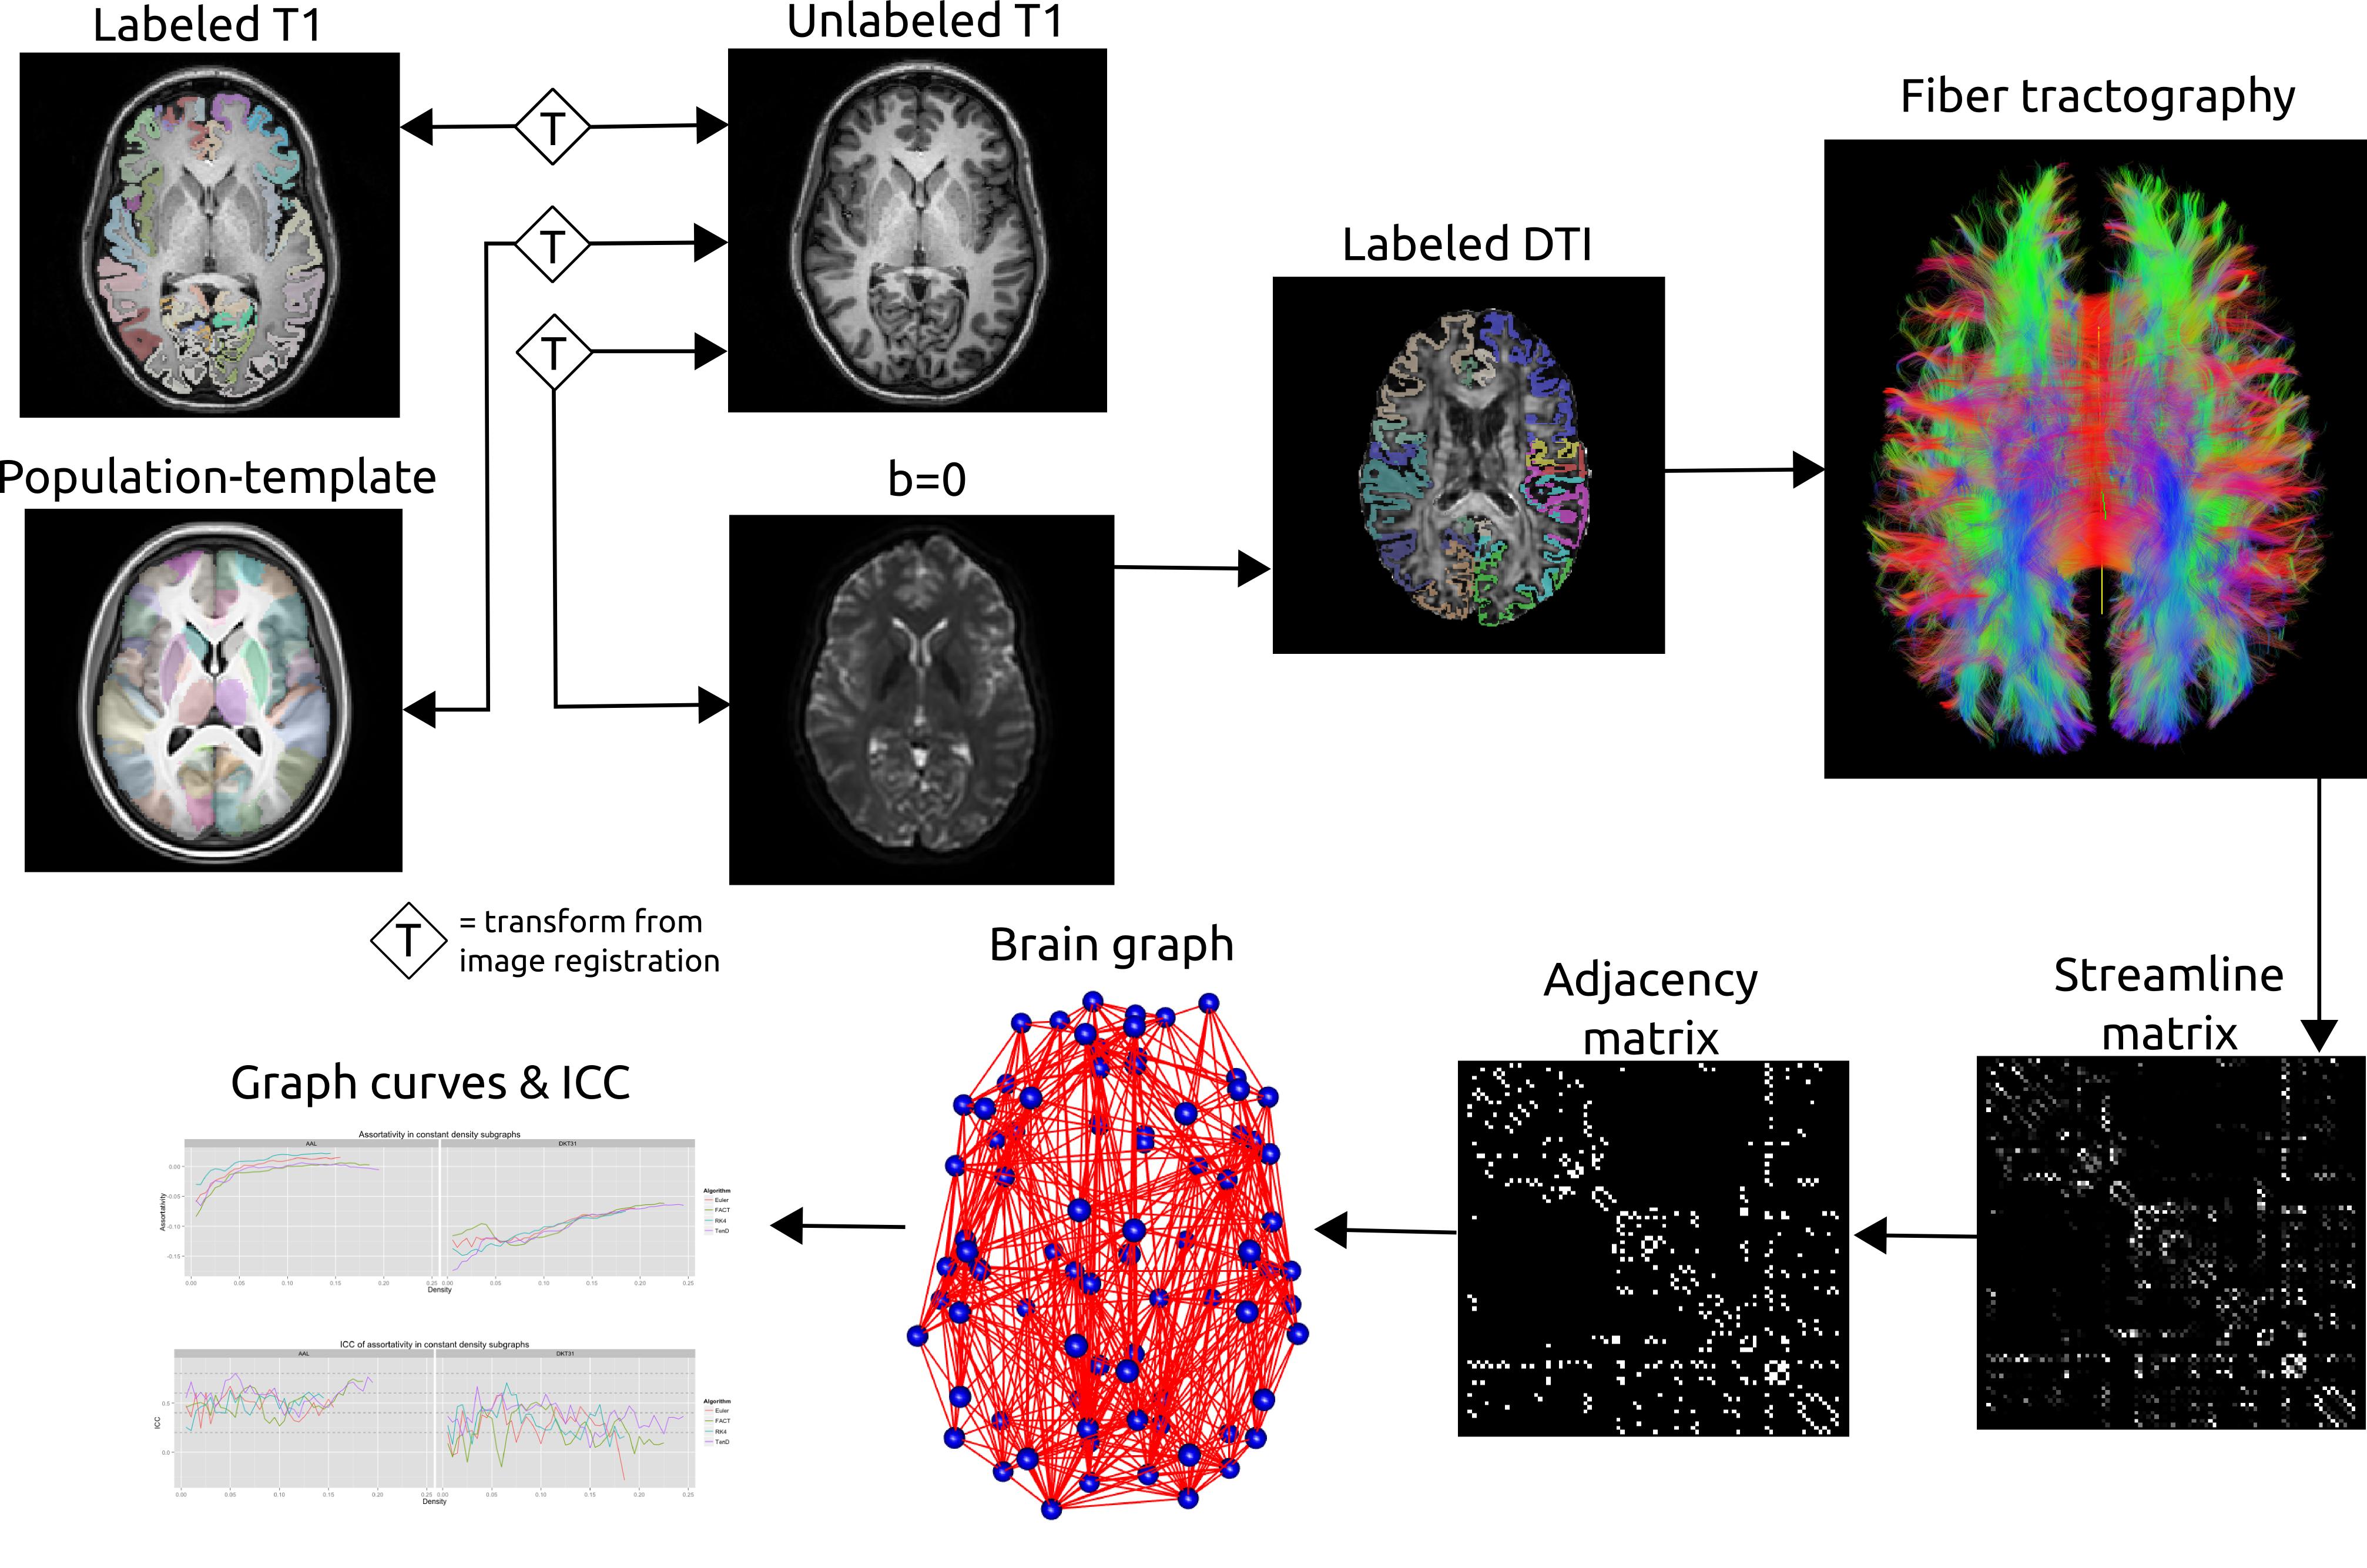 Labeled T1
Unlabeled T1
Fiber tractography
T
T
T
Labeled DTI
Population-template
b=0
T
= transform from
image registration
Brain graph
Adjacency
matrix
Streamline
matrix
Graph curves & ICC
Assortativity in constant density subgraphs
AAL
DKT31
0.00
-0.05
-0.10
-0.15
Assortativity
0.00 0.05 0.10 0.15 0.20 0.25
0.00 0.05 0.10 0.15 0.20 0.25
Density
Algorithm
Euler
FACT
RK4
TenD
ICC of assortativity in constant density subgraphs
AAL
DKT31
0.5
0.0
ICC
0.00 0.05 0.10 0.15 0.20 0.25
0.00 0.05 0.10 0.15 0.20 0.25
Density
Algorithm
Euler
FACT
RK4
TenD